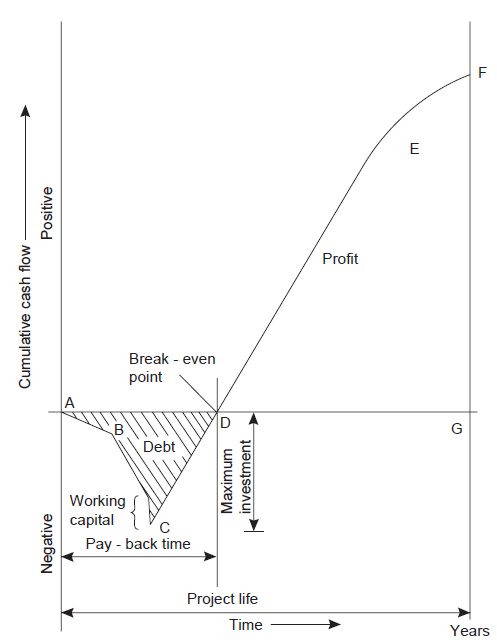 F
E
Positive
Cumulative cash flow
Profit
Break - even
point
A
B
D
G
Debt
Maximum
investment
Working
capital
C
Negative
Pay - back time
Project life
Time
Years